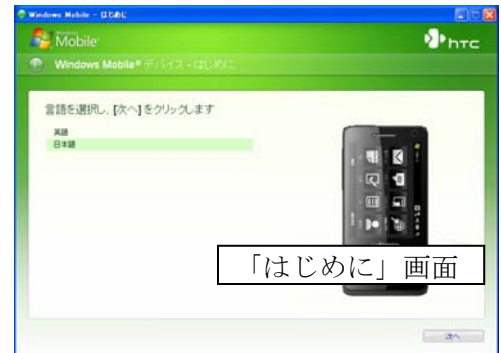 Windows Mobile - はじめに
Windows
Mobile
htc
Windows Mobile® デバイス - はじめに
言語を選択し、[次へ] をクリックします
英語
日本語
「はじめに」画面
次へ